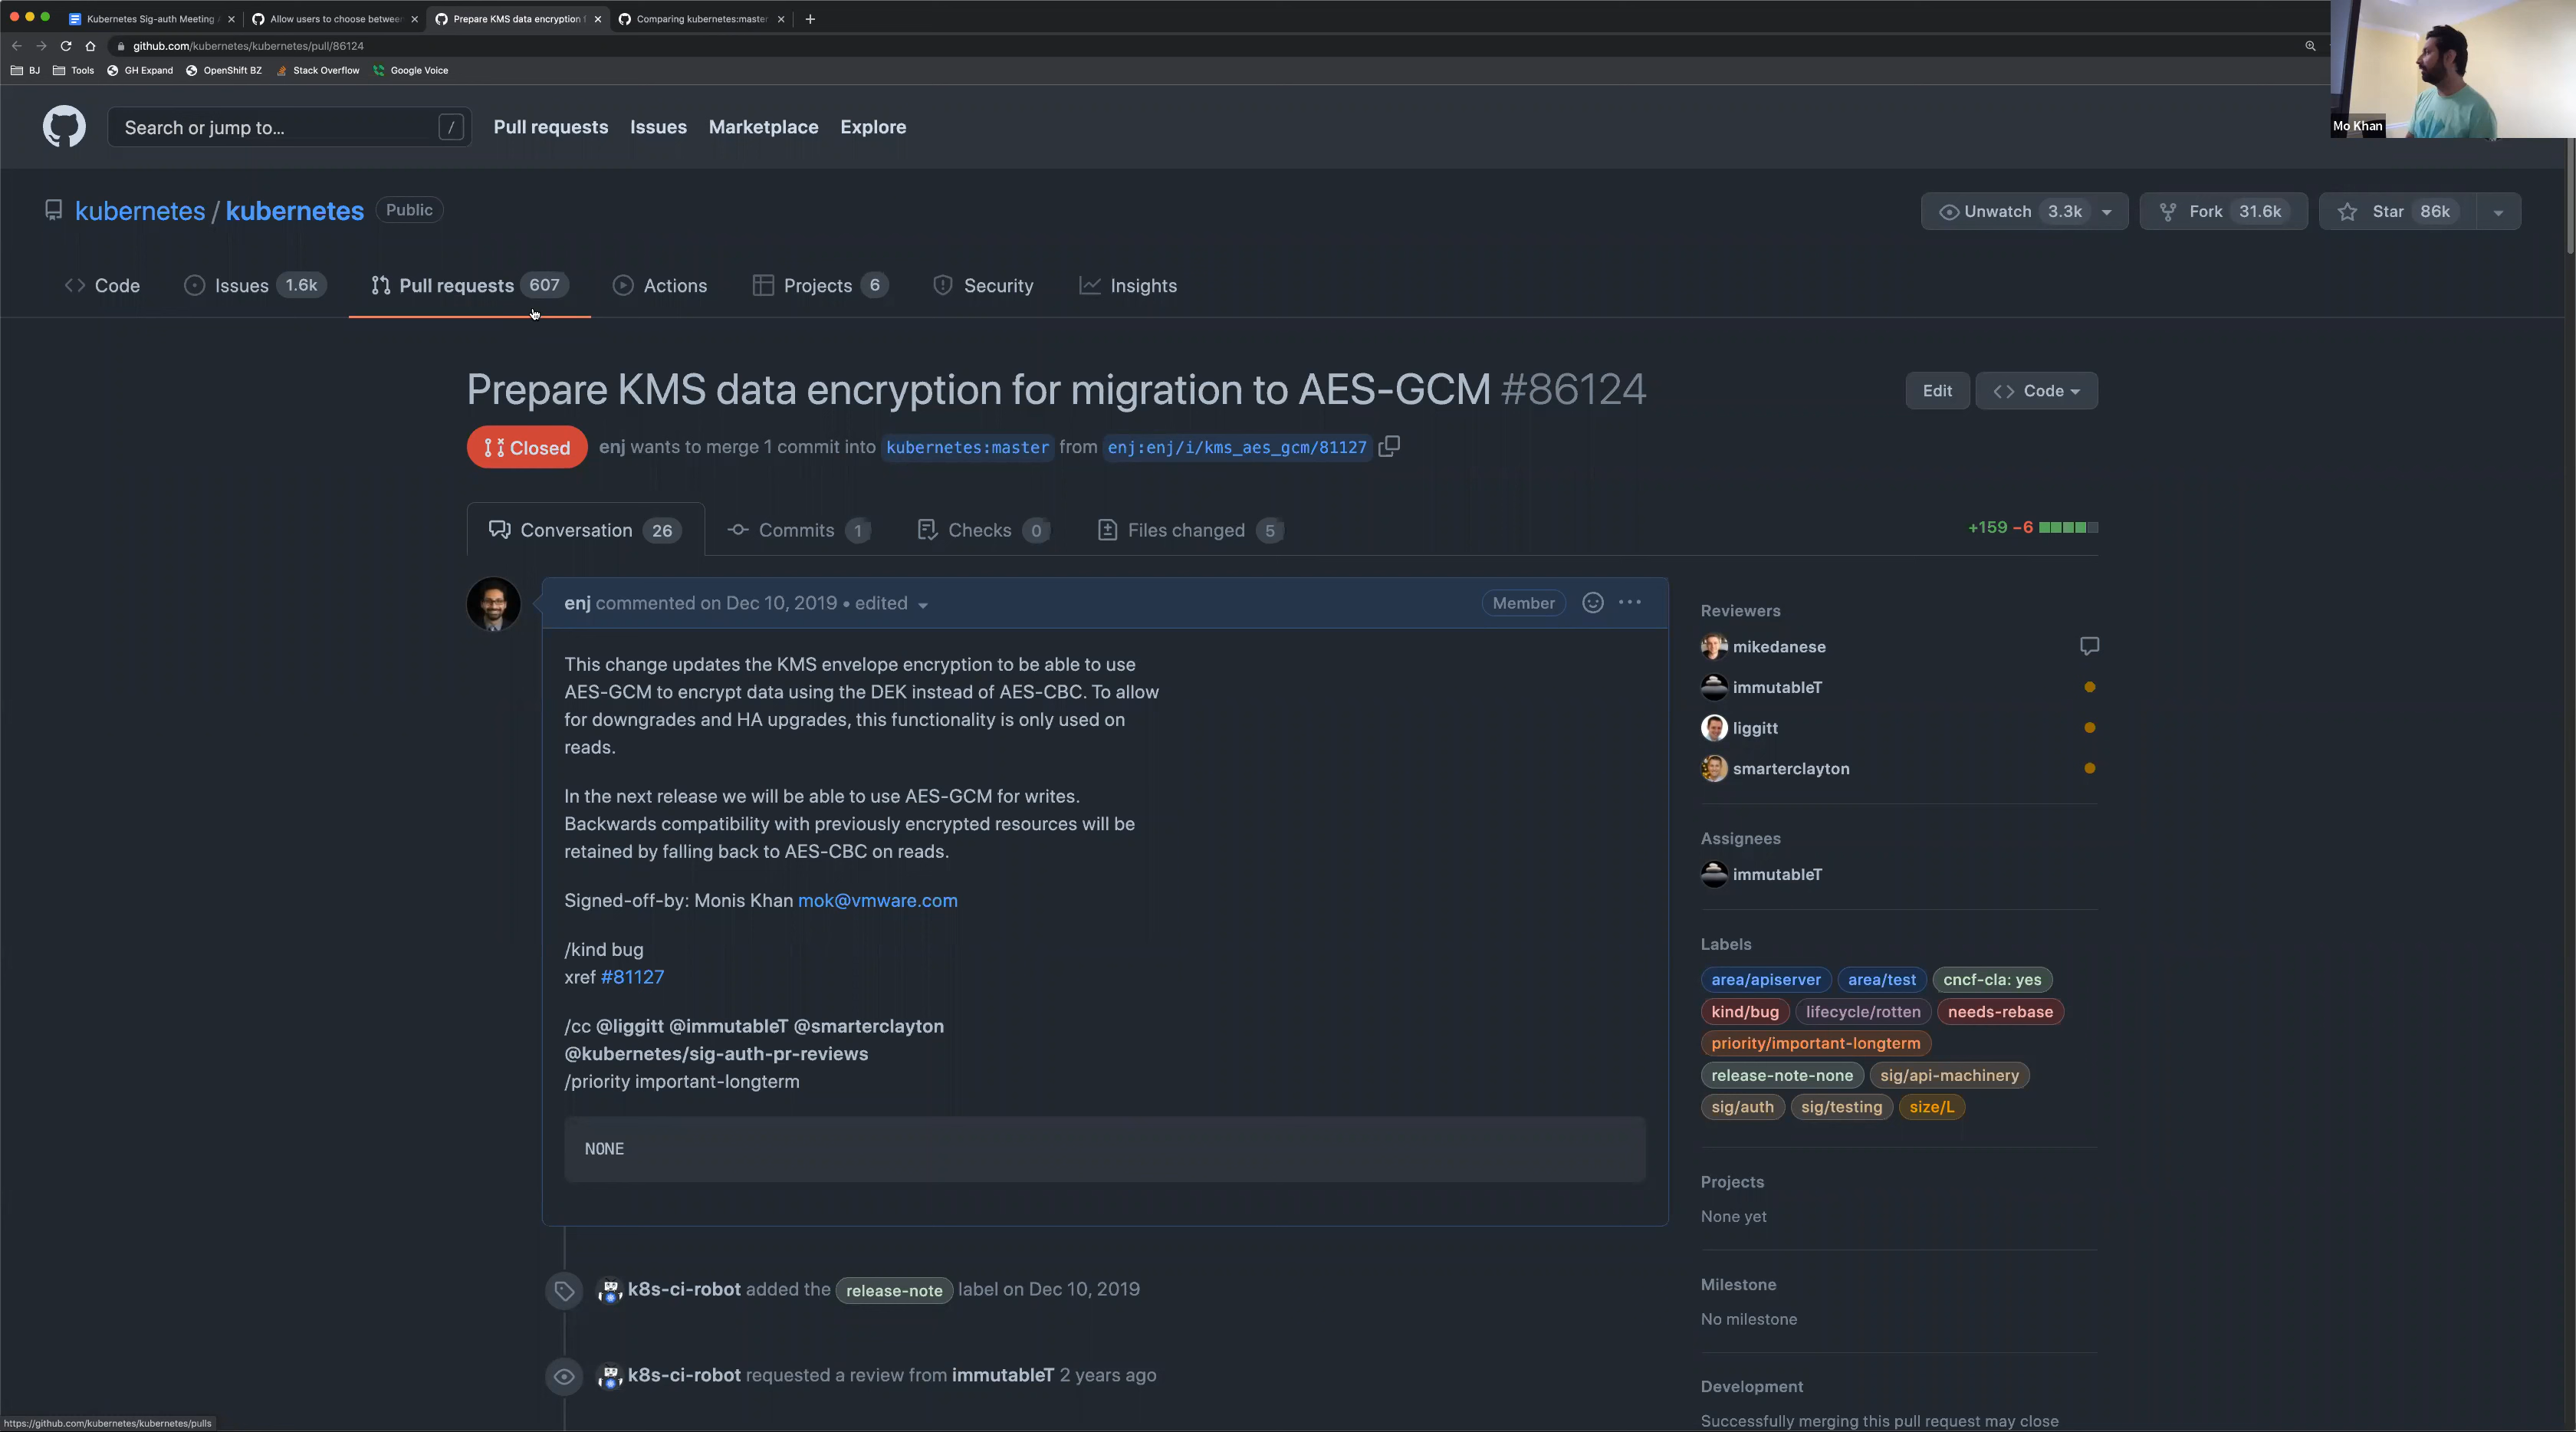 Kubernetes Sig-auth Meeting
Allow users to choose between
Prepare KMS data encryption
Comparing kubernetes:master
github.com/kubernetes/kubernetes/pull/86124
BJ Tools GH Expand OpenShift BZ Stack Overflow Google Voice
Mo Khan
Search or jump to... /
Pull requests Issues Marketplace Explore
kubernetes / kubernetes Public
Unwatch 3.3k Fork 31.6k Star 86k
Code Issues 1.6k Pull requests 607 Actions Projects 6 Security Insights
Prepare KMS data encryption for migration to AES-GCM #86124
Edit Code
Closed enj wants to merge 1 commit into kubernetes:master from enj:enj/i/kms_aes_gcm/81127
Conversation 26 Commits 1 Checks 0 Files changed 5
+159 −6
enj commented on Dec 10, 2019 • edited
Member
This change updates the KMS envelope encryption to be able to use
AES-GCM to encrypt data using the DEK instead of AES-CBC. To allow
for downgrades and HA upgrades, this functionality is only used on
reads.
In the next release we will be able to use AES-GCM for writes.
Backwards compatibility with previously encrypted resources will be
retained by falling back to AES-CBC on reads.
Signed-off-by: Monis Khan mok@vmware.com
/kind bug
xref #81127
/cc @liggitt @immutableT @smarterclayton
@kubernetes/sig-auth-pr-reviews
/priority important-longterm
NONE
k8s-ci-robot added the release-note label on Dec 10, 2019
k8s-ci-robot requested a review from immutableT 2 years ago
Reviewers
mikedanese
immutableT
liggitt
smarterclayton
Assignees
immutableT
Labels
area/apiserver area/test cncf-cla: yes
kind/bug lifecycle/rotten needs-rebase
priority/important-longterm
release-note-none sig/api-machinery
sig/auth sig/testing size/L
Projects
None yet
Milestone
No milestone
Development
Successfully merging this pull request may close
https://github.com/kubernetes/kubernetes/pulls